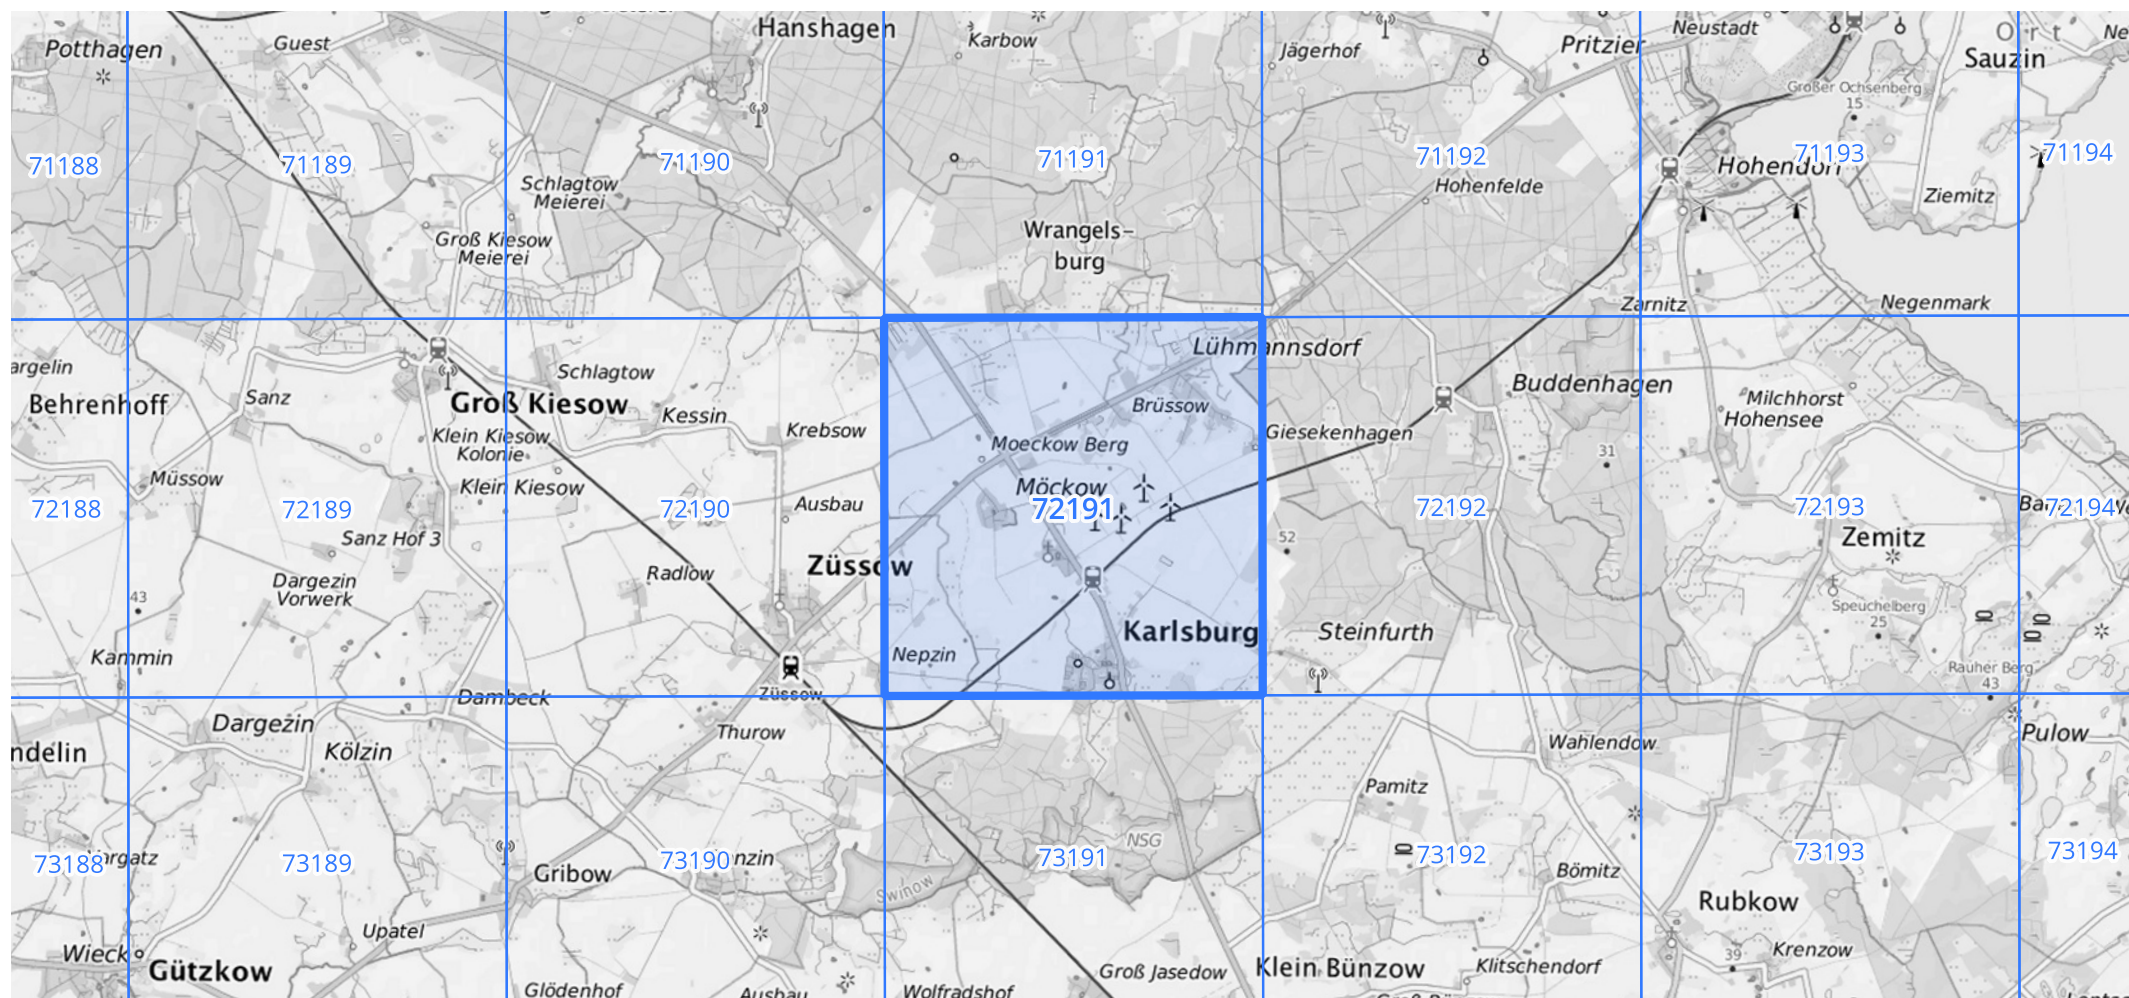 Potthagen
Guest
Hanshagen
Karbow
Jägerhof
Pritzier
Neustadt
Ort
Sauzin
Ne
Großer Ochsenberg
15
71188
71189
71190
71191
71192
Hohendorf
71193
71194
Schlagtow
Meierei
Hohenfelde
Ziemitz
Groß Kiesow
Meierei
Wrangels-
burg
Zarnitz
Negenmark
argelin
Behrenhoff
Sanz
Schlagtow
Groß Kiesow
Kessin
Krebsow
Lühmannsdorf
Brüssow
Buddenhagen
Milchhorst
Hohensee
Klein Kiesow
Kolonie
Moeckow Berg
Giesekenhagen
31
Müssow
Klein Kiesow
Ausbau
Möckow
72188
72189
72190
72191
72192
72193
72194
Sanz Hof 3
52
Zemitz
Dargezin
Vorwerk
Radlow
Züssow
43
Speuchelberg
25
Kammin
Nepzin
Karlsburg
Steinfurth
Rauher Berg
43
Dambeck
Züssow
Dargezin
Thurow
ndelin
Kölzin
Wahlendow
Pulow
Pamitz
NSG
73188
73189
73190
nzin
73191
73192
73193
73194
Gribow
Swinow
Bömitz
Rubkow
Upatel
Wieck
Gützkow
39
Krenzow
Glödenhof
Ausbau
Wolfradshof
Groß Jasedow
Klein Bünzow
Klitschendorf